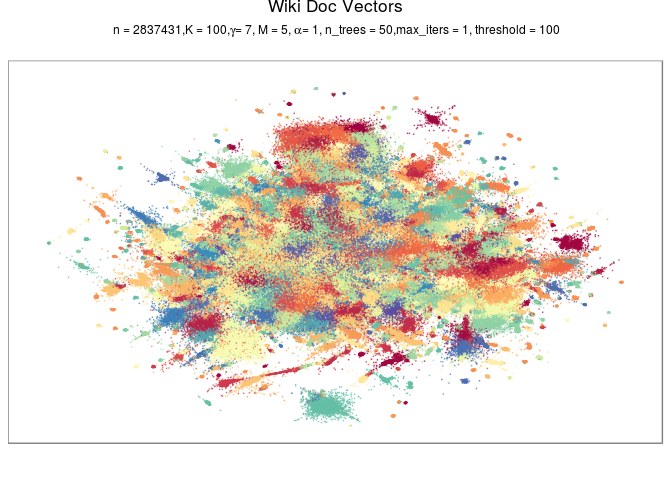 Wiki Doc Vectors
n = 2837431,K = 100,γ= 7, M = 5, α= 1, n_trees = 50,max_iters = 1, threshold = 100